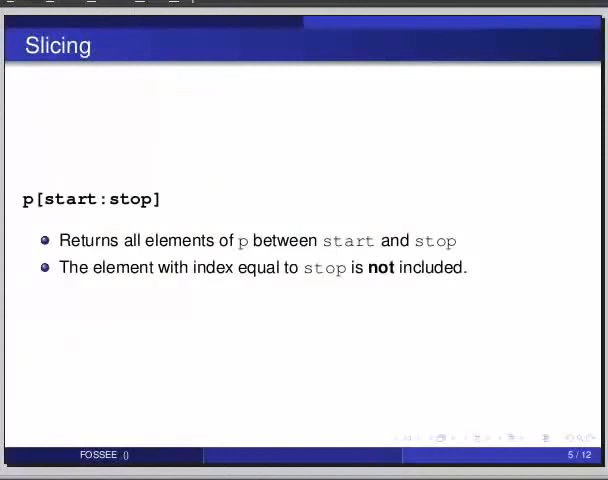 Slicing
p[start:stop]
Returns all elements of p between start and stop
The element with index equal to stop is not included.
FOSSEE ()
5 / 12